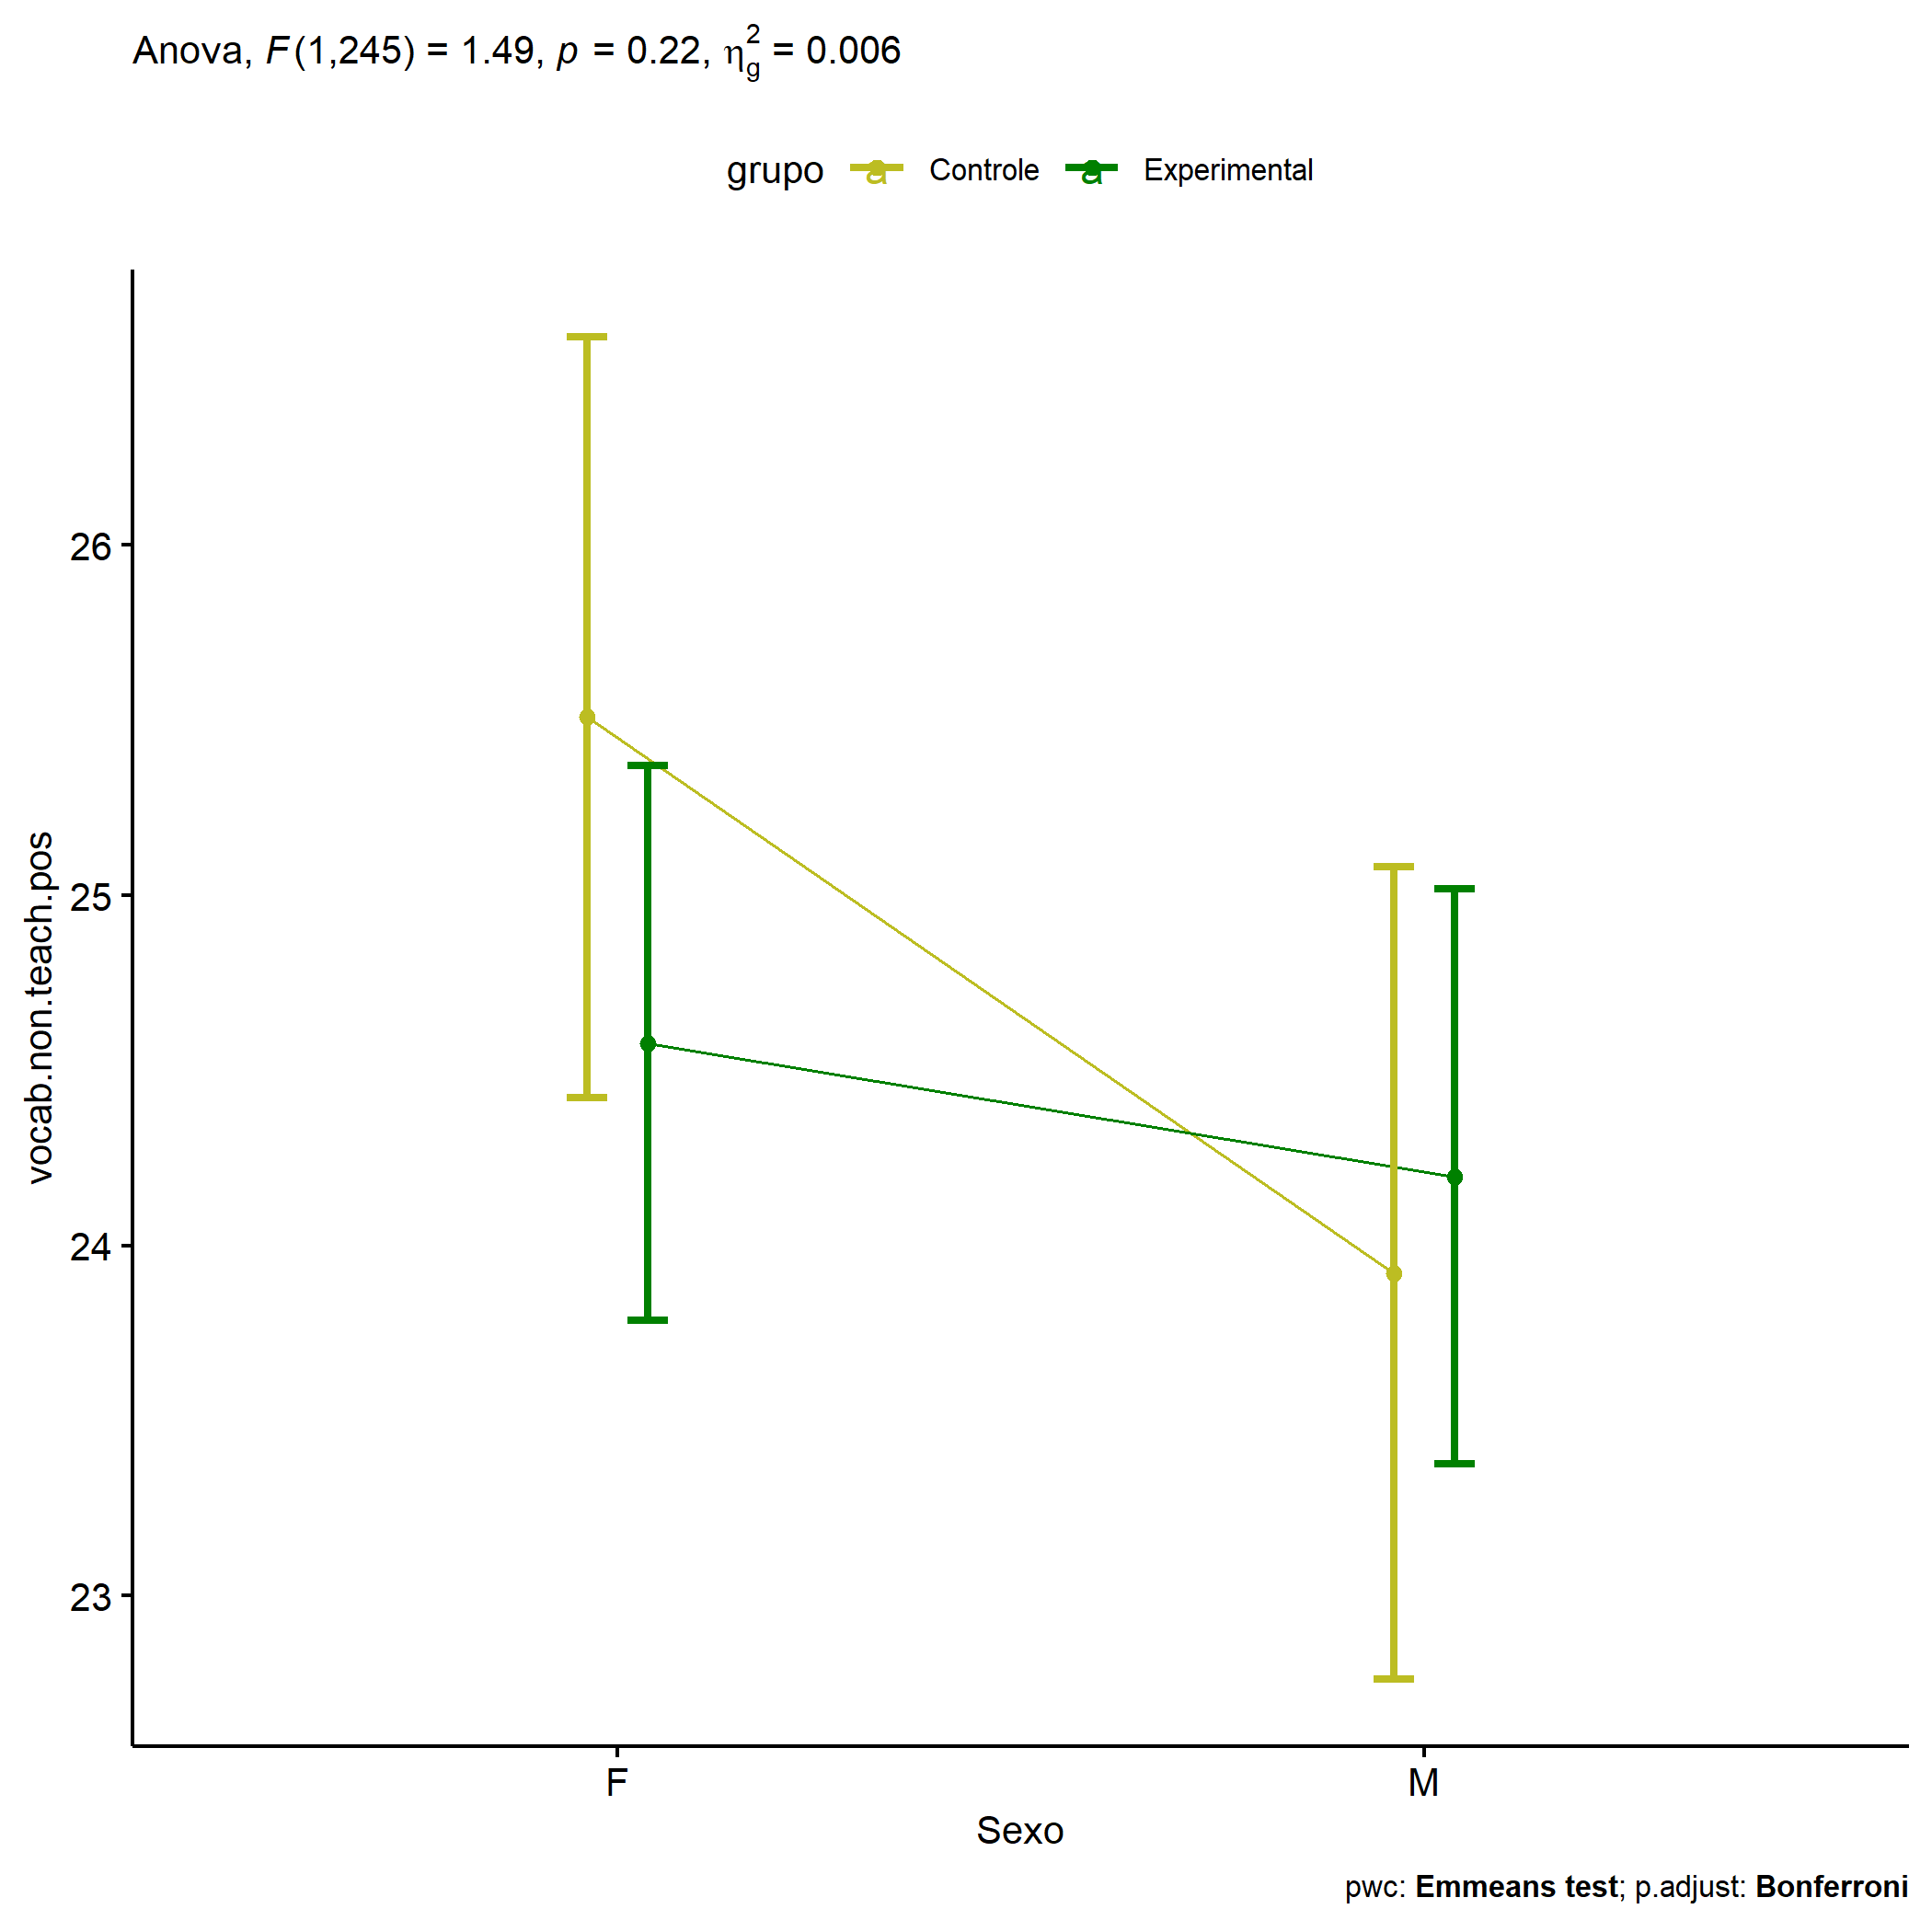 Anova, F(1,245) = 1.49, p = 0.22, η²g = 0.006
grupo a Controle a Experimental
26
25
24
23
vocab.non.teach.pos
F M
Sexo
pwc: Emmeans test; p.adjust: Bonferroni